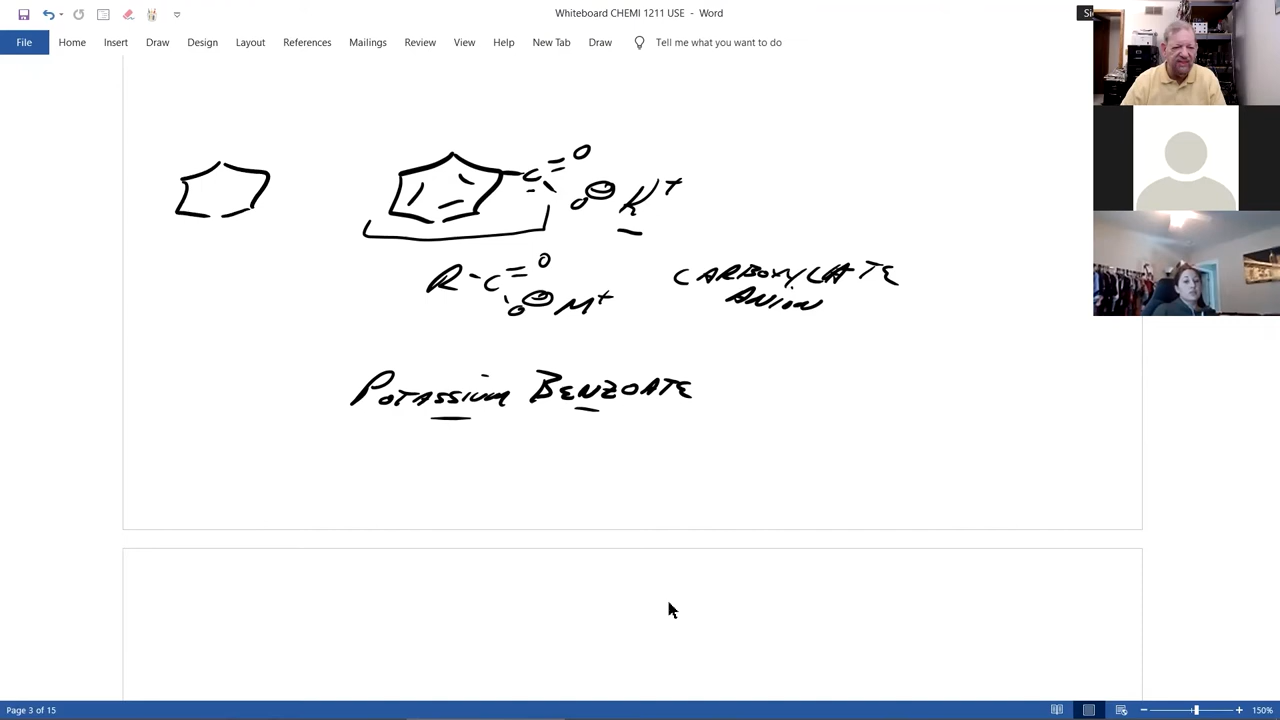 Whiteboard CHEMI 1211 USE - Word
File Home Insert Draw Design Layout References Mailings Review View Help New Tab Draw Tell me what you want to do
C = O
O ⊖ K+
R - C = O
O ⊖ M+
CARBOXYLATE
ANION
POTASSIUM BENZOATE
Page 3 of 15
150%